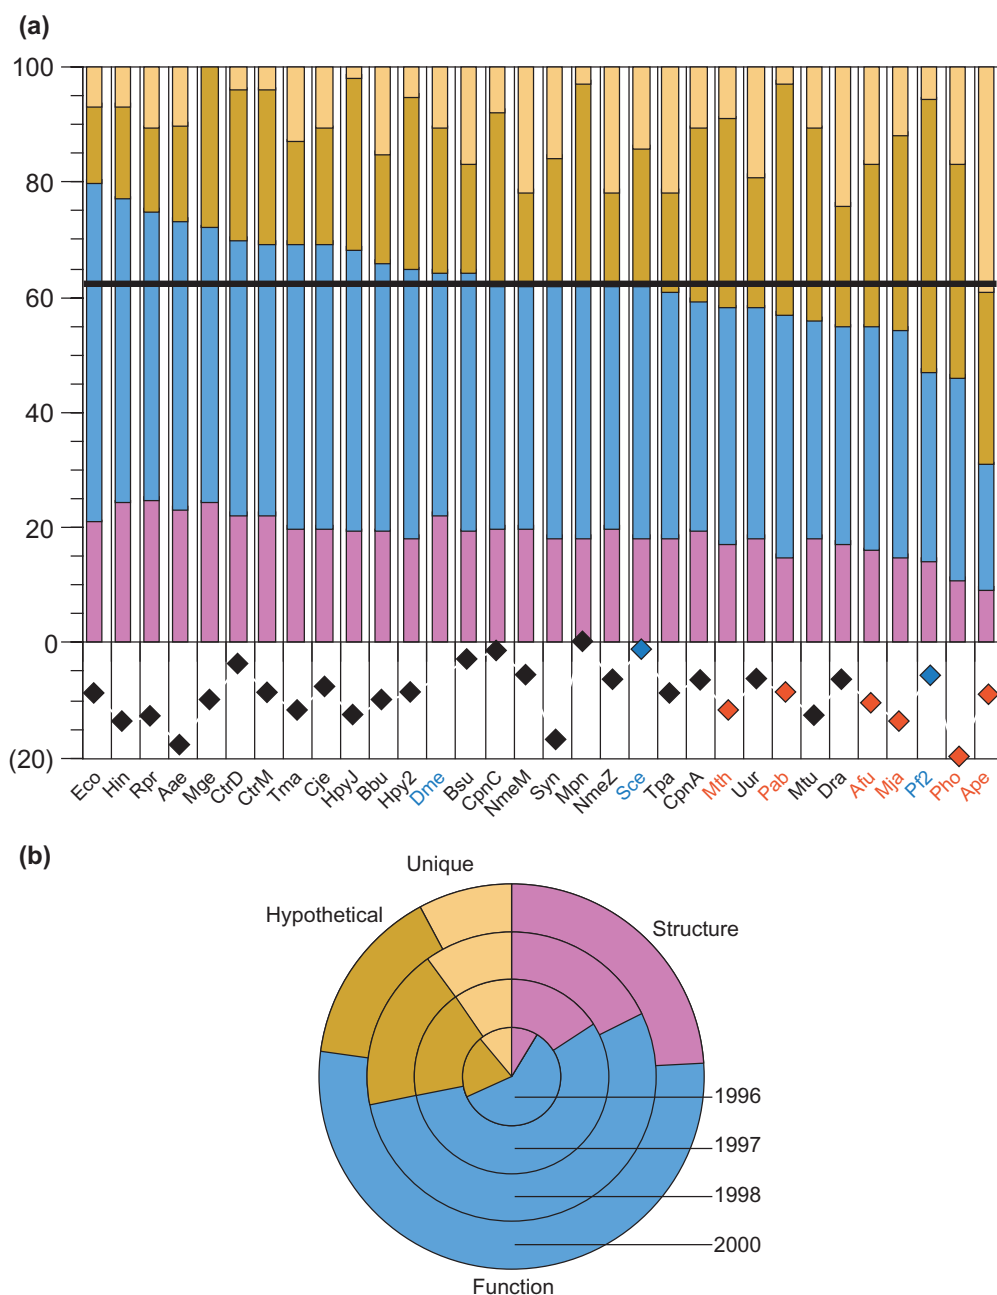 (a)
100
80
60
40
20
0
(20)
Eco Hin Rpr Aae Mge CtrD CtrM Tma Cje HpyJ Bbu Hpy2 Dme Bsu CpnC NmeM Syn Mpn NmeZ Sce Tpa CpnA Mth Uur Pab Mtu Dra Afu Mja Pf2 Pho Ape
(b)
Unique
Hypothetical
Structure
1996
1997
1998
2000
Function